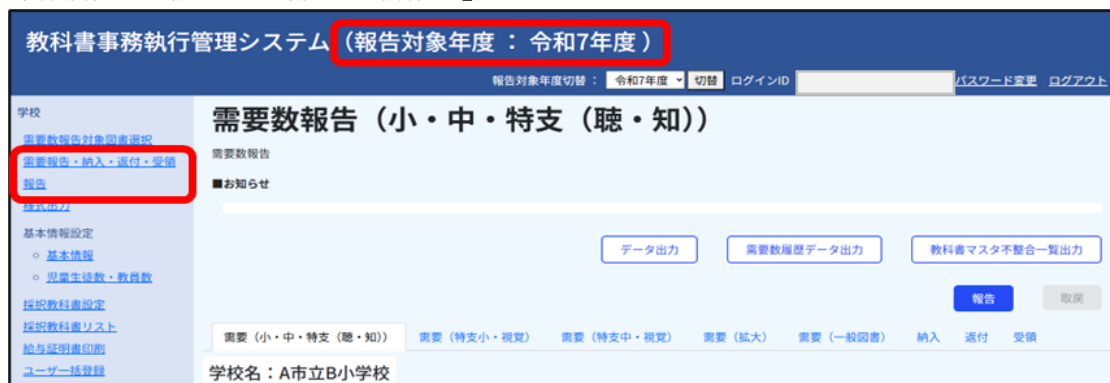 教科書事務執行管理システム（報告対象年度 ： 令和7年度 ）
報告対象年度切替 ： 令和7年度 切替 ログインID パスワード変更 ログアウト
学校
需要数報告対象図書選択
需要報告・納入・返付・受領
報告
様式出力
基本情報設定
基本情報
児童生徒数・教員数
採択教科書設定
採択教科書リスト
給与証明書印刷
ユーザ一括登録
需要数報告（小・中・特支（聴・知））
需要数報告
■お知らせ
データ出力 需要数履歴データ出力 教科書マスタ不整合一覧出力
報告 取戻
需要（小・中・特支（聴・知）） 需要（特支小・視覚） 需要（特支中・視覚） 需要（拡大） 需要（一般図書） 納入 返付 受領
学校名：A市立B小学校